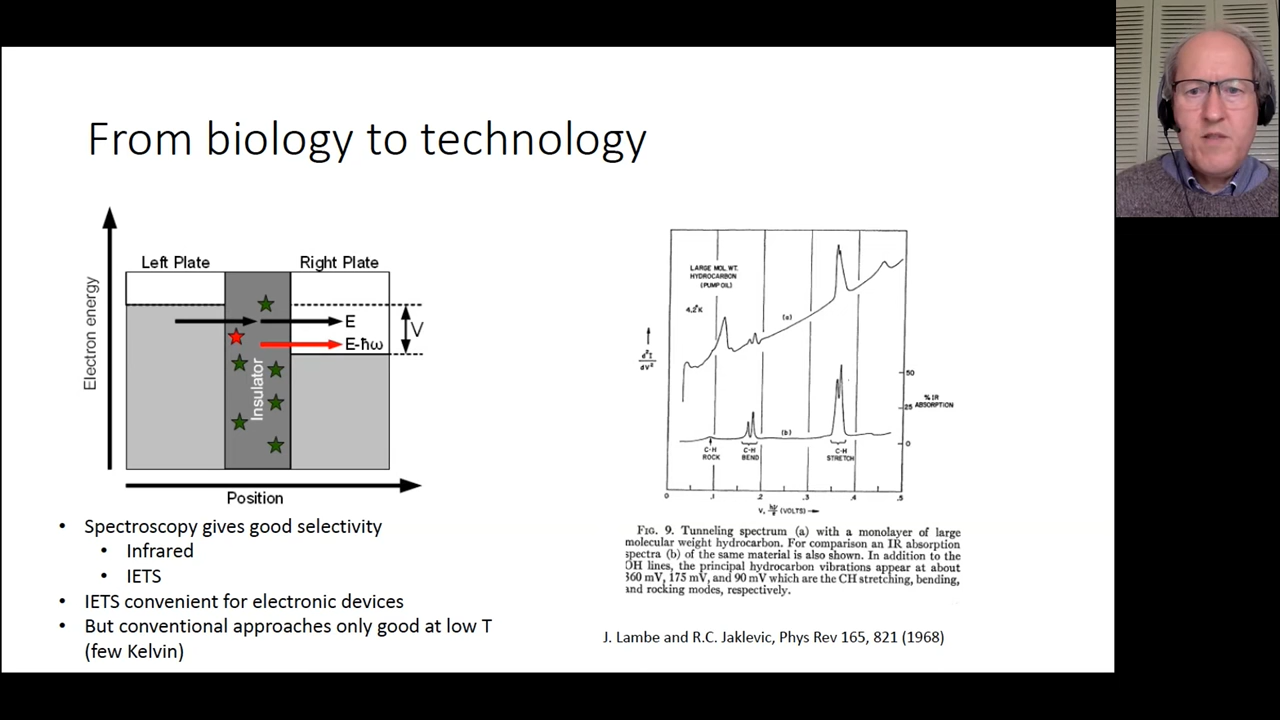 From biology to technology
Left Plate
Right Plate
Electron energy
E
E-ħω
V
Insulator
Position
• Spectroscopy gives good selectivity
• Infrared
• IETS
• IETS convenient for electronic devices
• But conventional approaches only good at low T
(few Kelvin)
LARGE MOL. WT.
HYDROCARBON
(PUMP OIL)
4.2°K
(a)
d²I
dV²
50
25
0
% IR
ABSORPTION
(b)
C-H
ROCK
C-H
BEND
C-H
STRETCH
0 .1 .2 .3 .4 .5
V, hν/e (VOLTS)
FIG. 9. Tunneling spectrum (a) with a monolayer of large
molecular weight hydrocarbon. For comparison an IR absorption
spectra (b) of the same material is also shown. In addition to the
OH lines, the principal hydrocarbon vibrations appear at about
360 mV, 175 mV, and 90 mV which are the CH stretching, bending,
and rocking modes, respectively.
J. Lambe and R.C. Jaklevic, Phys Rev 165, 821 (1968)